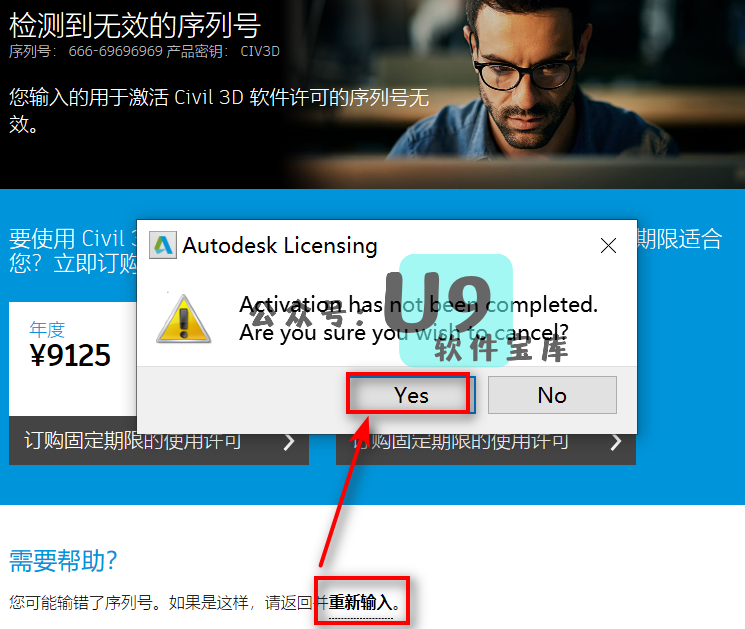 检测到无效的序列号
序列号： 666-69696969 产品密钥： CIV3D
您输入的用于激活 Civil 3D 软件许可的序列号无
效。
要使用 Civil 3
期限适合
您？立即订购
Autodesk Licensing
Activation has not been completed.
Are you sure you wish to cancel?
公众号：U9
软件宝库
Yes
No
年度
¥9125
订购固定期限的使用许可
订购固定期限的使用许可
需要帮助？
您可能输错了序列号。如果是这样，请返回并重新输入。